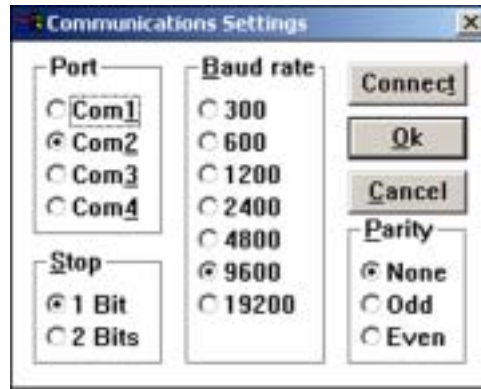 Communications Settings
Port
Com1
Com2
Com3
Com4
Stop
1 Bit
2 Bits
Baud rate
300
600
1200
2400
4800
9600
19200
Connect
Ok
Cancel
Parity
None
Odd
Even